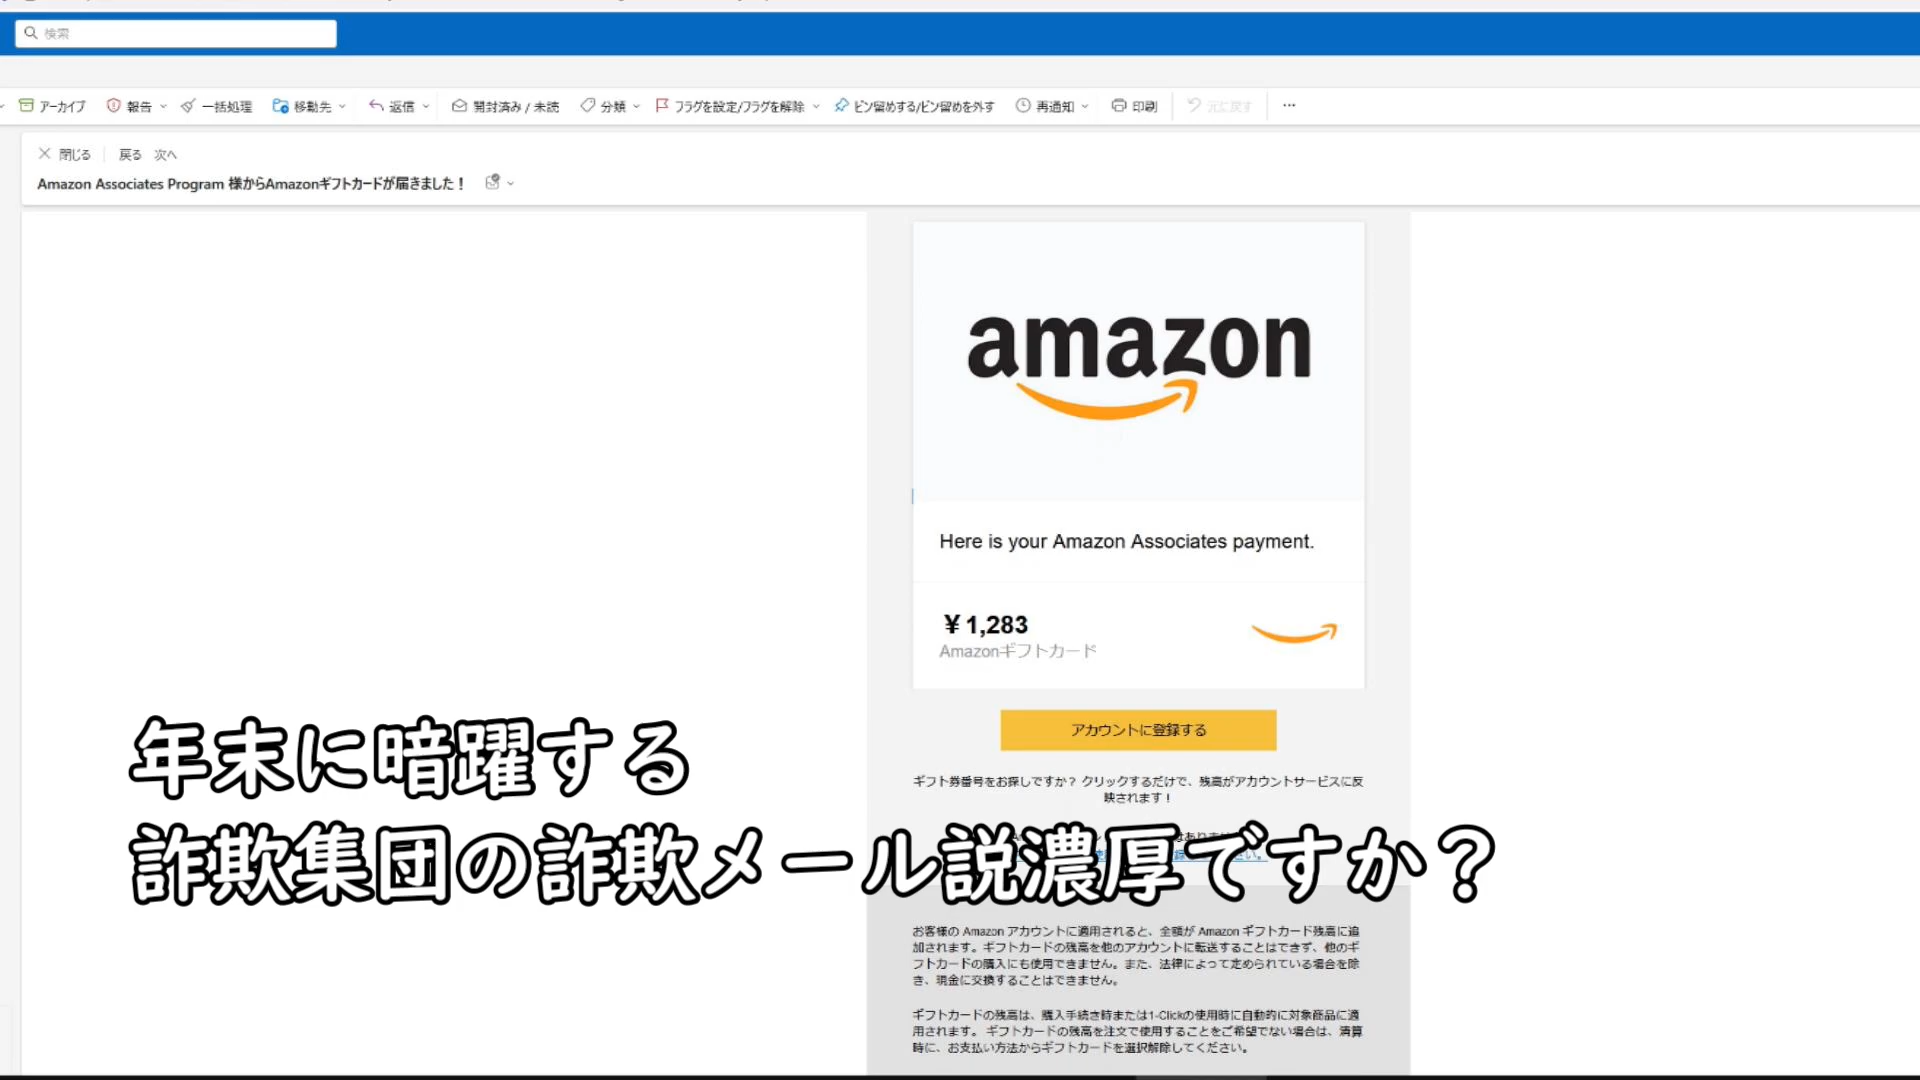 検索
アーカイブ 報告 一括処理 移動先 返信 開封済み / 未読 分類 フラグを設定/フラグを解除 ピン留めする/ピン留めを外す 再通知 印刷 元に戻す ...
閉じる 戻る 次へ
Amazon Associates Program 様からAmazonギフトカードが届きました！
amazon
Here is your Amazon Associates payment.
￥1,283
Amazonギフトカード
アカウントに登録する
ギフト券番号をお探しですか？ クリックするだけで、残高がアカウントサービスに反
映されます！
年末に暗躍する
詐欺集団の詐欺メール説濃厚ですか？
お客様の Amazon アカウントに適用されると、全額が Amazon ギフトカード残高に追
加されます。ギフトカードの残高を他のアカウントに転送することはできず、他のギ
フトカードの購入にも使用できません。また、法律によって定められている場合を除
き、現金に交換することはできません。
ギフトカードの残高は、購入手続き時または1-Clickの使用時に自動的に対象商品に適
用されます。 ギフトカードの残高を注文で使用することをご希望でない場合は、清算
時に、お支払い方法からギフトカードを選択解除してください。